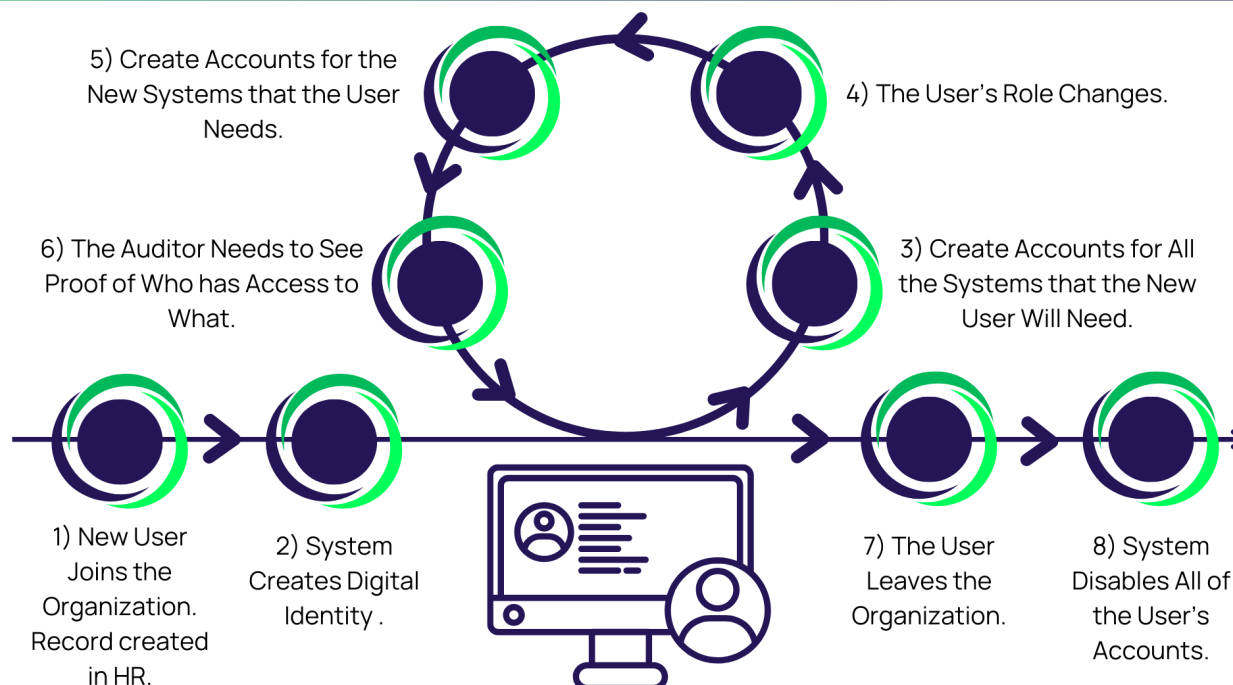 5) Create Accounts for the
New Systems that the User
Needs.
4) The User's Role Changes.
6) The Auditor Needs to See
Proof of Who has Access to
What.
3) Create Accounts for All
the Systems that the New
User Will Need.
1) New User
Joins the
Organization.
Record created
in HR.
2) System
Creates Digital
Identity .
7) The User
Leaves the
Organization.
8) System
Disables All of
the User's
Accounts.